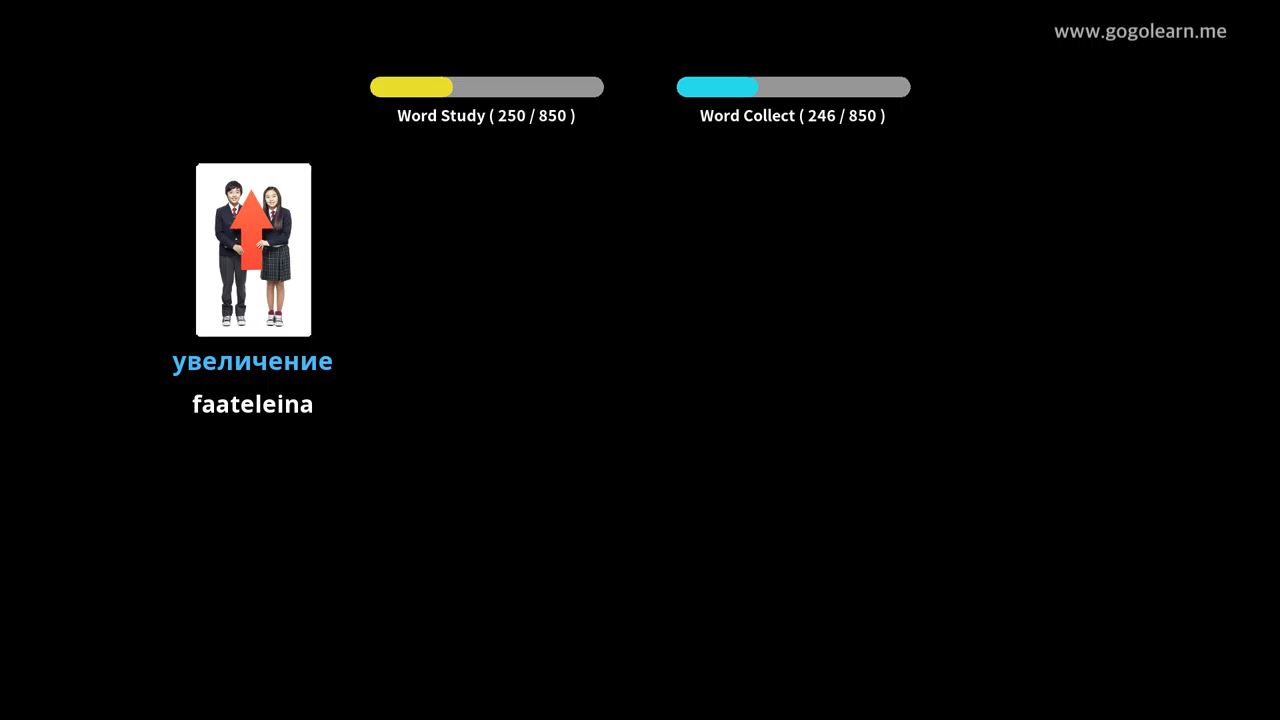 www.gogolearn.me
Word Study ( 250 / 850 )
Word Collect ( 246 / 850 )
увеличение
faateleina